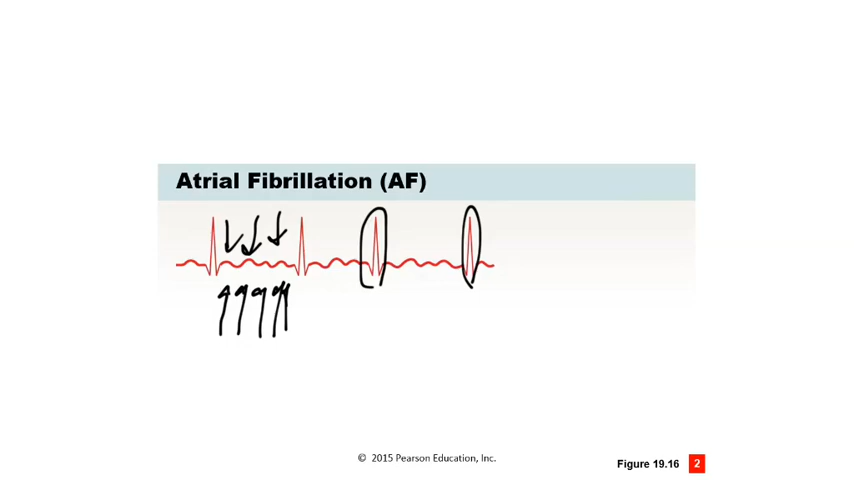 Atrial Fibrillation (AF)
© 2015 Pearson Education, Inc.
Figure 19.16 2